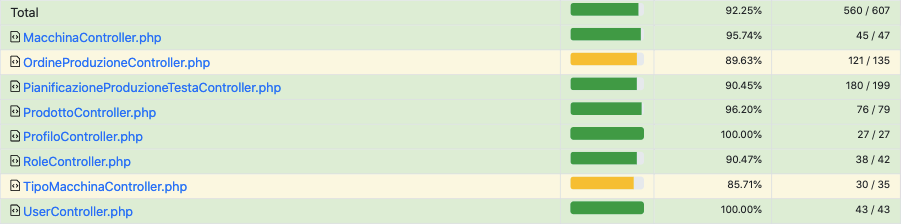 Total 92.25% 560 / 607
MacchinaController.php 95.74% 45 / 47
OrdineProduzioneController.php 89.63% 121 / 135
PianificazioneProduzioneTestaController.php 90.45% 180 / 199
ProdottoController.php 96.20% 76 / 79
ProfiloController.php 100.00% 27 / 27
RoleController.php 90.47% 38 / 42
TipoMacchinaController.php 85.71% 30 / 35
UserController.php 100.00% 43 / 43